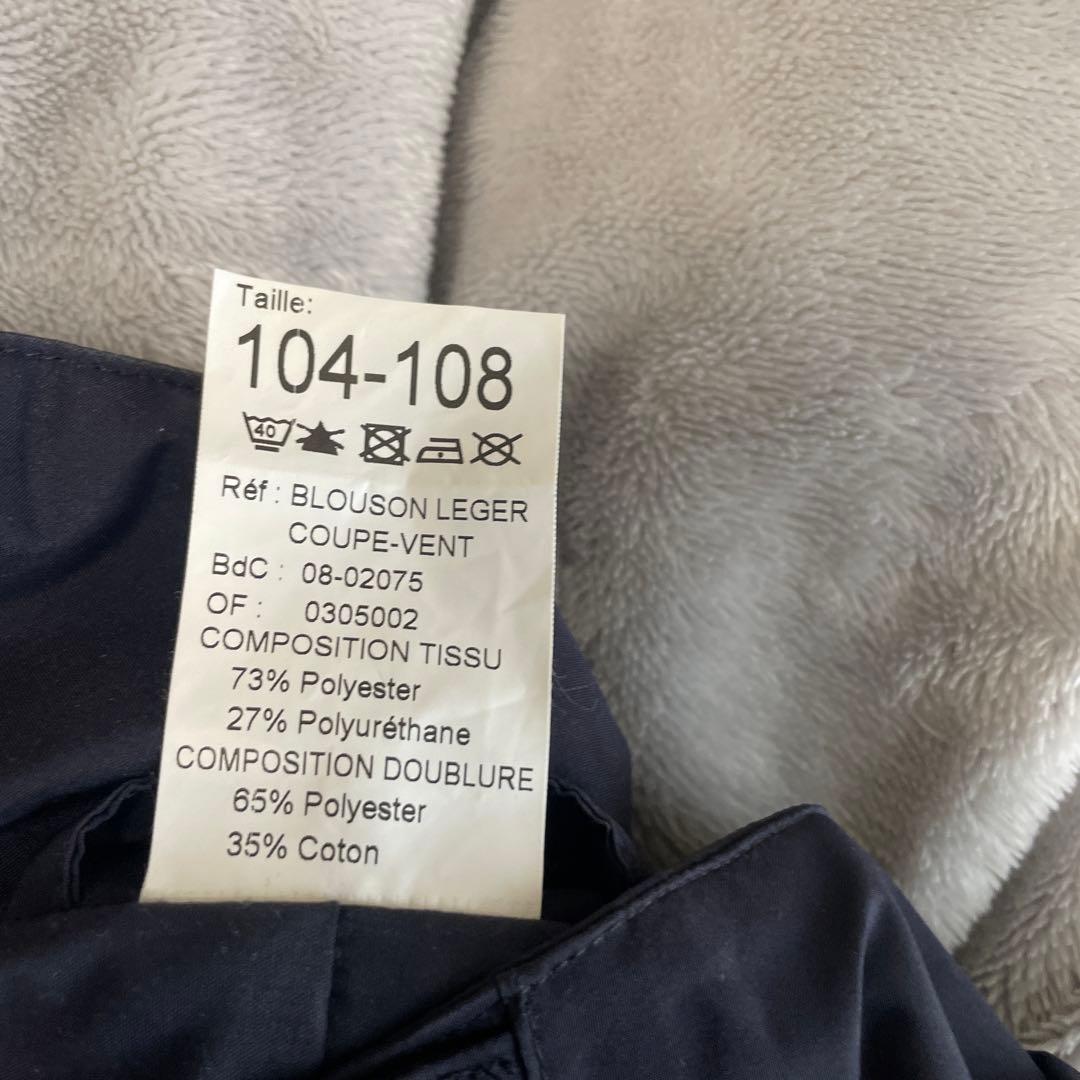 Taille:
104-108
40
Réf : BLOUSON LEGER
COUPE-VENT
BdC : 08-02075
OF : 0305002
COMPOSITION TISSU
73% Polyester
27% Polyuréthane
COMPOSITION DOUBLURE
65% Polyester
35% Coton